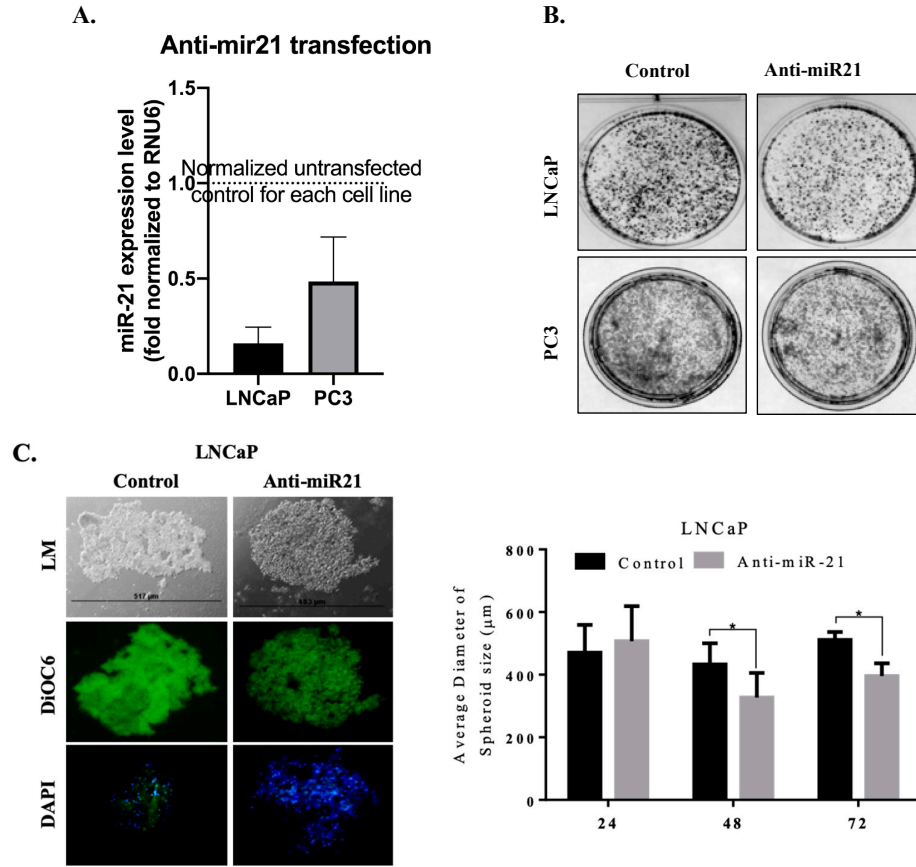 A.
Anti-mir21 transfection
miR-21 expression level
(fold normalized to RNU6)
1.5
1.0
0.5
0.0
Normalized untransfected
control for each cell line
LNCaP PC3
B.
Control Anti-miR21
LNCaP
PC3
C.
LNCaP
Control Anti-miR21
LM
517 µm
453 µm
DiOC6
DAPI
LNCaP
Control Anti-miR-21
Average Diameter of
Spheroid size (µm)
800
600
400
200
0
* *
24 48 72